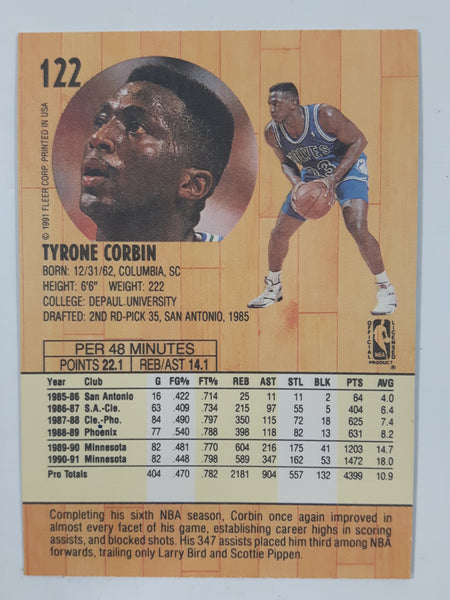 122
© 1991 FLEER CORP. PRINTED IN USA
WOLVES
23
TYRONE CORBIN
BORN: 12/31/62, COLUMBIA, SC
HEIGHT: 6'6" WEIGHT: 222
COLLEGE: DEPAUL UNIVERSITY
DRAFTED: 2ND RD-PICK 35, SAN ANTONIO, 1985
OFFICIAL LICENSED
NBA
PRODUCT ®
PER 48 MINUTES
POINTS 22.1 REB/AST 14.1
Year Club G FG% FT% REB AST STL BLK PTS AVG
1985-86 San Antonio 16 .422 .714 25 11 11 2 64 4.0
1986-87 S.A.-Cle. 63 .409 .734 215 97 55 5 404 6.4
1987-88 Cle.-Pho. 84 .490 .797 350 115 72 18 625 7.4
1988-89 Phoenix 77 .540 .788 398 118 82 13 631 8.2
1989-90 Minnesota 82 .481 .770 604 216 175 41 1203 14.7
1990-91 Minnesota 82 .448 .798 589 347 162 53 1472 18.0
Pro Totals 404 .470 .782 2181 904 557 132 4399 10.9
Completing his sixth NBA season, Corbin once again improved in
almost every facet of his game, establishing career highs in scoring
assists, and blocked shots. His 347 assists placed him third among NBA
forwards, trailing only Larry Bird and Scottie Pippen.